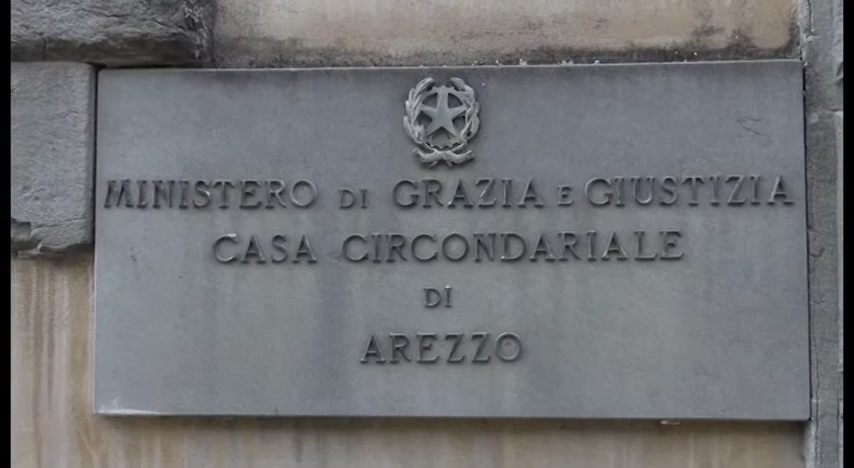 MINISTERO DI GRAZIA E GIUSTIZIA
CASA CIRCONDARIALE
DI
AREZZO